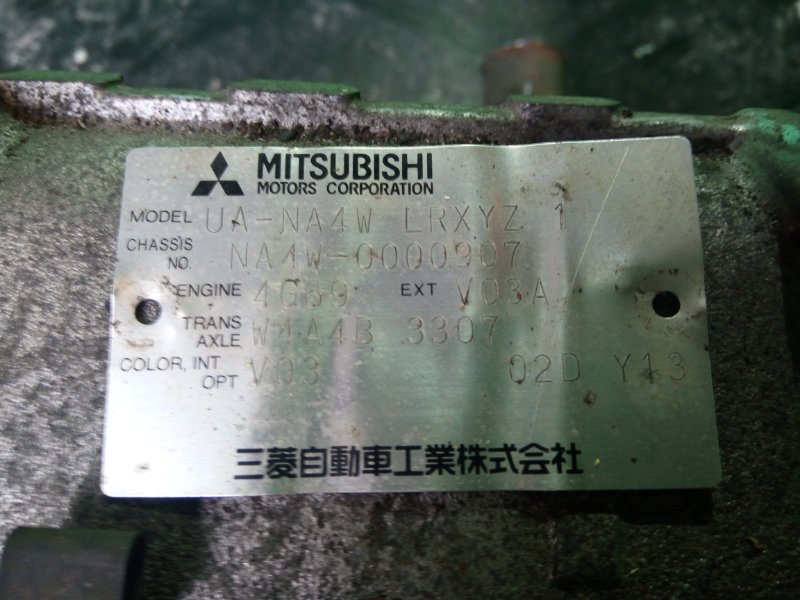 MITSUBISHI
MOTORS CORPORATION
MODEL UA-NA4W LRXYZ 1
CHASSIS NO. NA4W-0000907
ENGINE 4G69 EXT V03A
TRANS AXLE W4A4B 3307
COLOR, INT OPT V03 02D Y13
三菱自動車工業株式会社